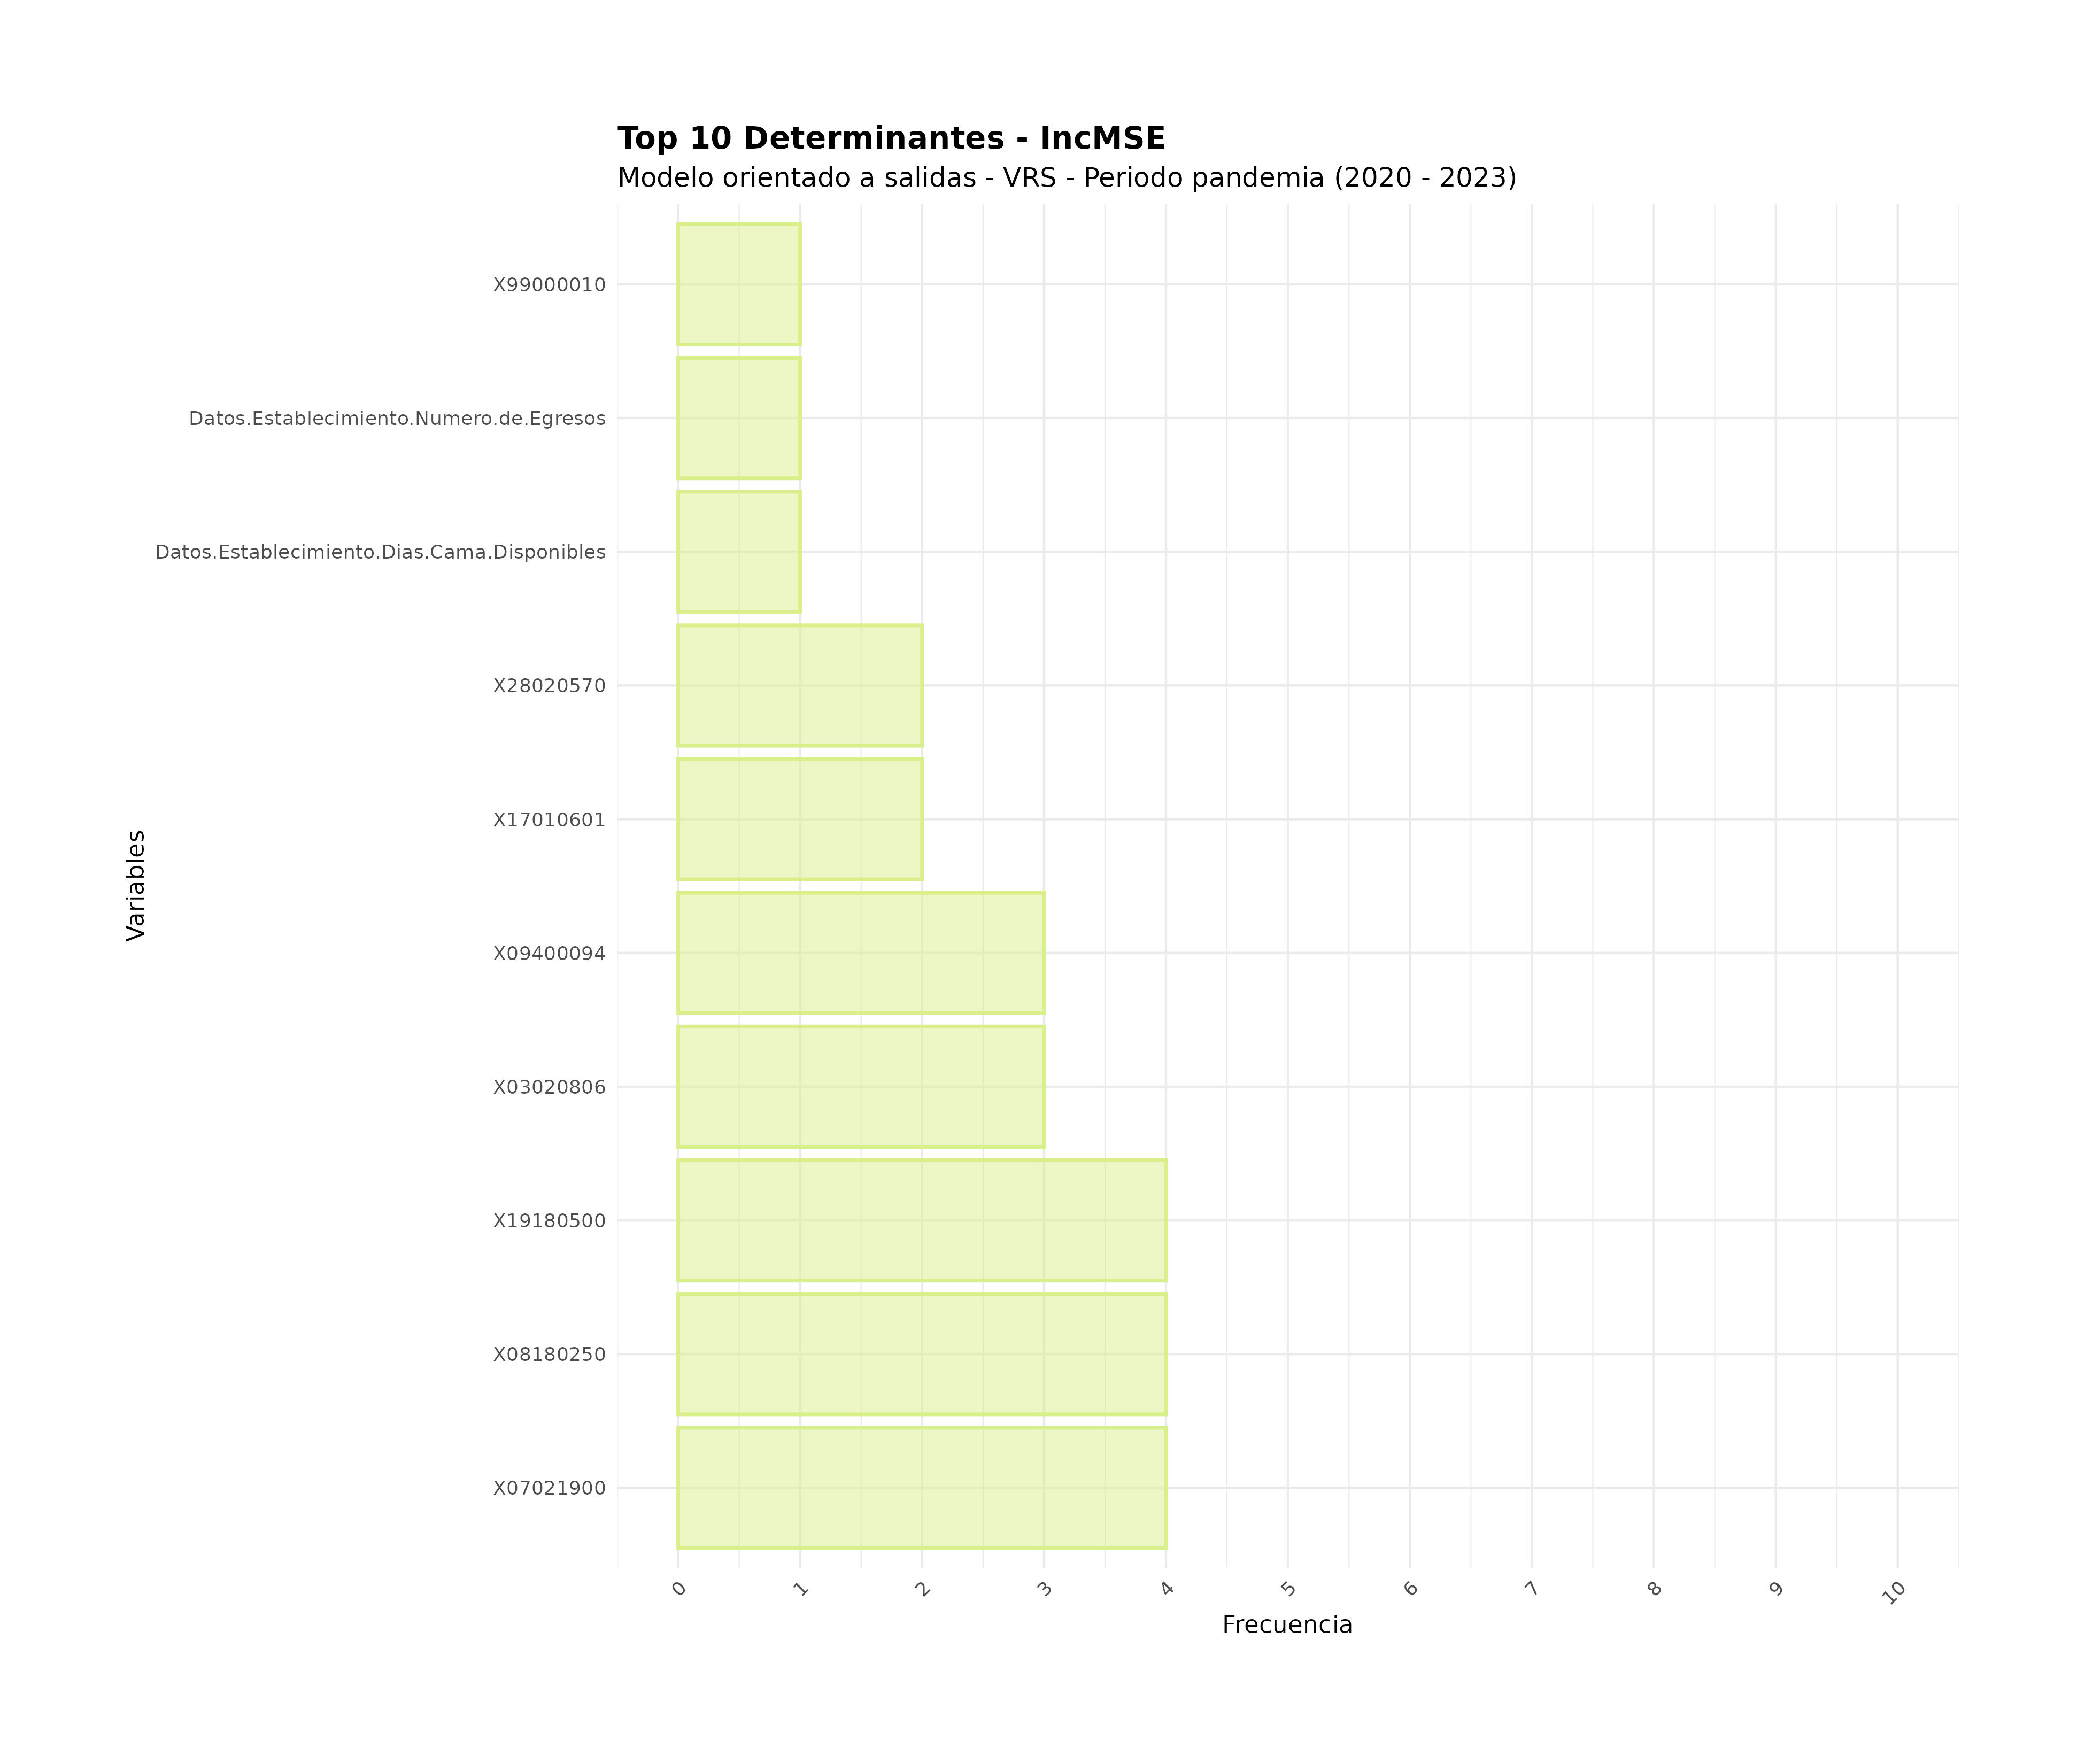 Top 10 Determinantes - IncMSE
Modelo orientado a salidas - VRS - Periodo pandemia (2020 - 2023)
Variables
X99000010
Datos.Establecimiento.Numero.de.Egresos
Datos.Establecimiento.Dias.Cama.Disponibles
X28020570
X17010601
X09400094
X03020806
X19180500
X08180250
X07021900
0 1 2 3 4 5 6 7 8 9 10
Frecuencia